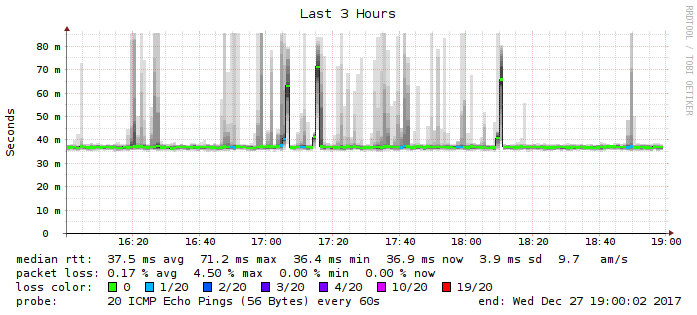 Last 3 Hours
RRDTOOL / TOBI OETIKER
Seconds
80 m
70 m
60 m
50 m
40 m
30 m
20 m
10 m
0
16:20 16:40 17:00 17:20 17:40 18:00 18:20 18:40 19:00
median rtt: 37.5 ms avg 71.2 ms max 36.4 ms min 36.9 ms now 3.9 ms sd 9.7 am/s
packet loss: 0.17 % avg 4.50 % max 0.00 % min 0.00 % now
loss color: 0 1/20 2/20 3/20 4/20 10/20 19/20
probe: 20 ICMP Echo Pings (56 Bytes) every 60s end: Wed Dec 27 19:00:02 2017